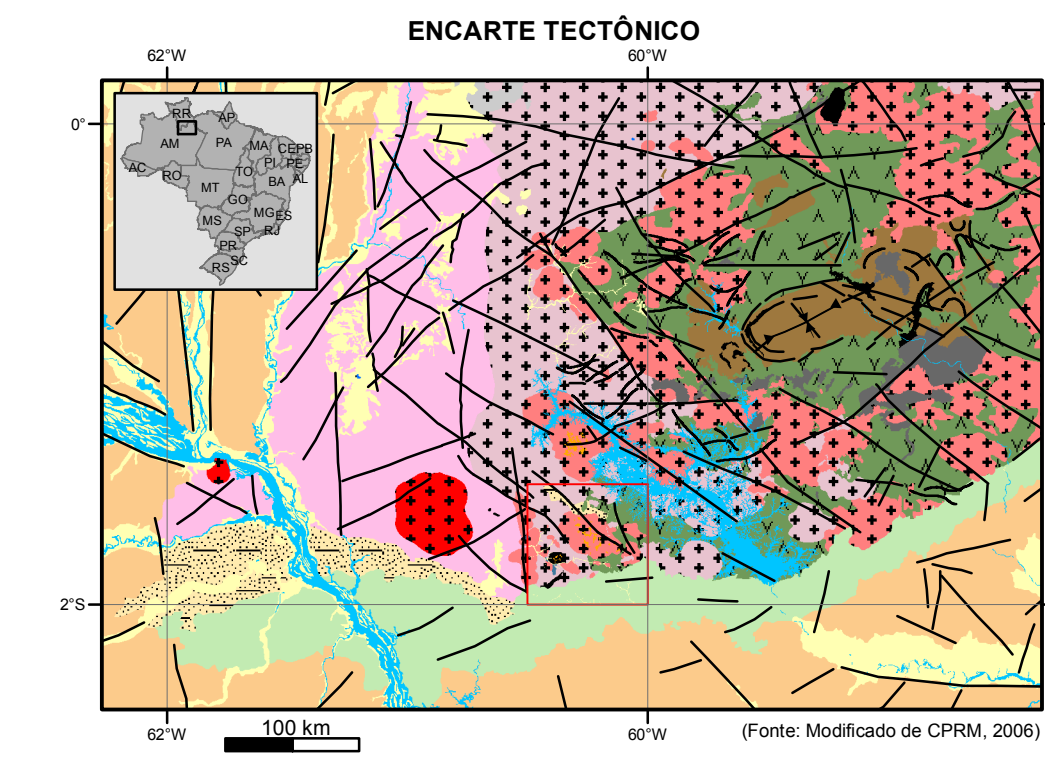 ENCARTE TECTÔNICO
62°W
60°W
0°
2°S
RR
AP
AM
PA
MA
CE
PB
AC
RO
TO
PI
PE
AL
MT
BA
GO
MS
MG
ES
SP
RJ
PR
SC
RS
62°W
100 km
60°W
(Fonte: Modificado de CPRM, 2006)